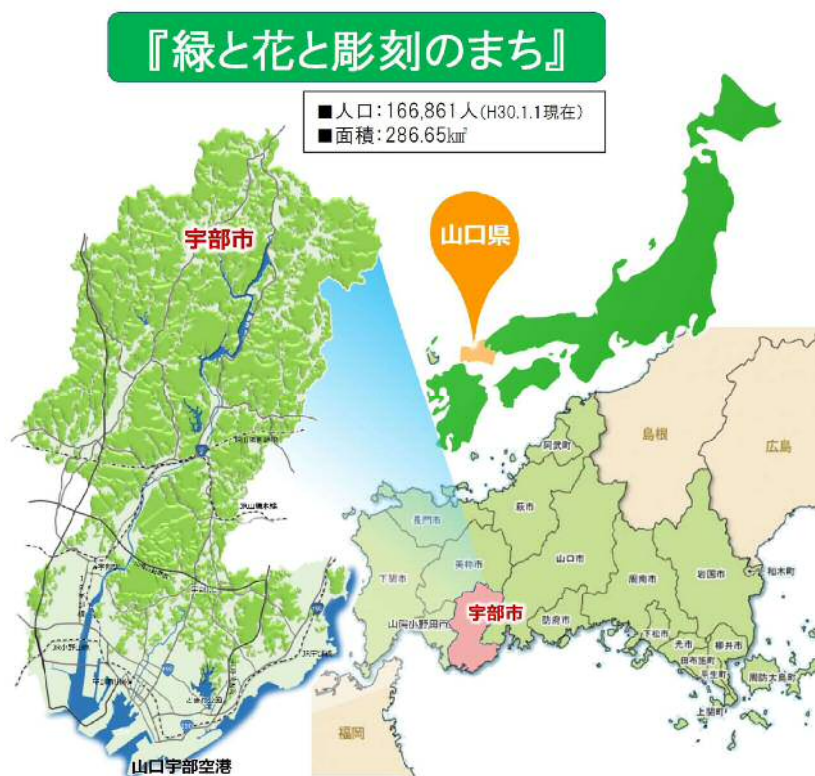 『緑と花と彫刻のまち』
■人口：166,861人(H30.1.1現在)
■面積：286.65㎢
宇部市
山口県
島根
広島
阿武町
萩市
長門市
美祢市
山口市
下関市
周南市
岩国市
和木町
宇部市
防府市
下松市
光市
柳井市
田布施町
平生町
周防大島町
上関町
福岡
JR山陽本線
山口宇部空港